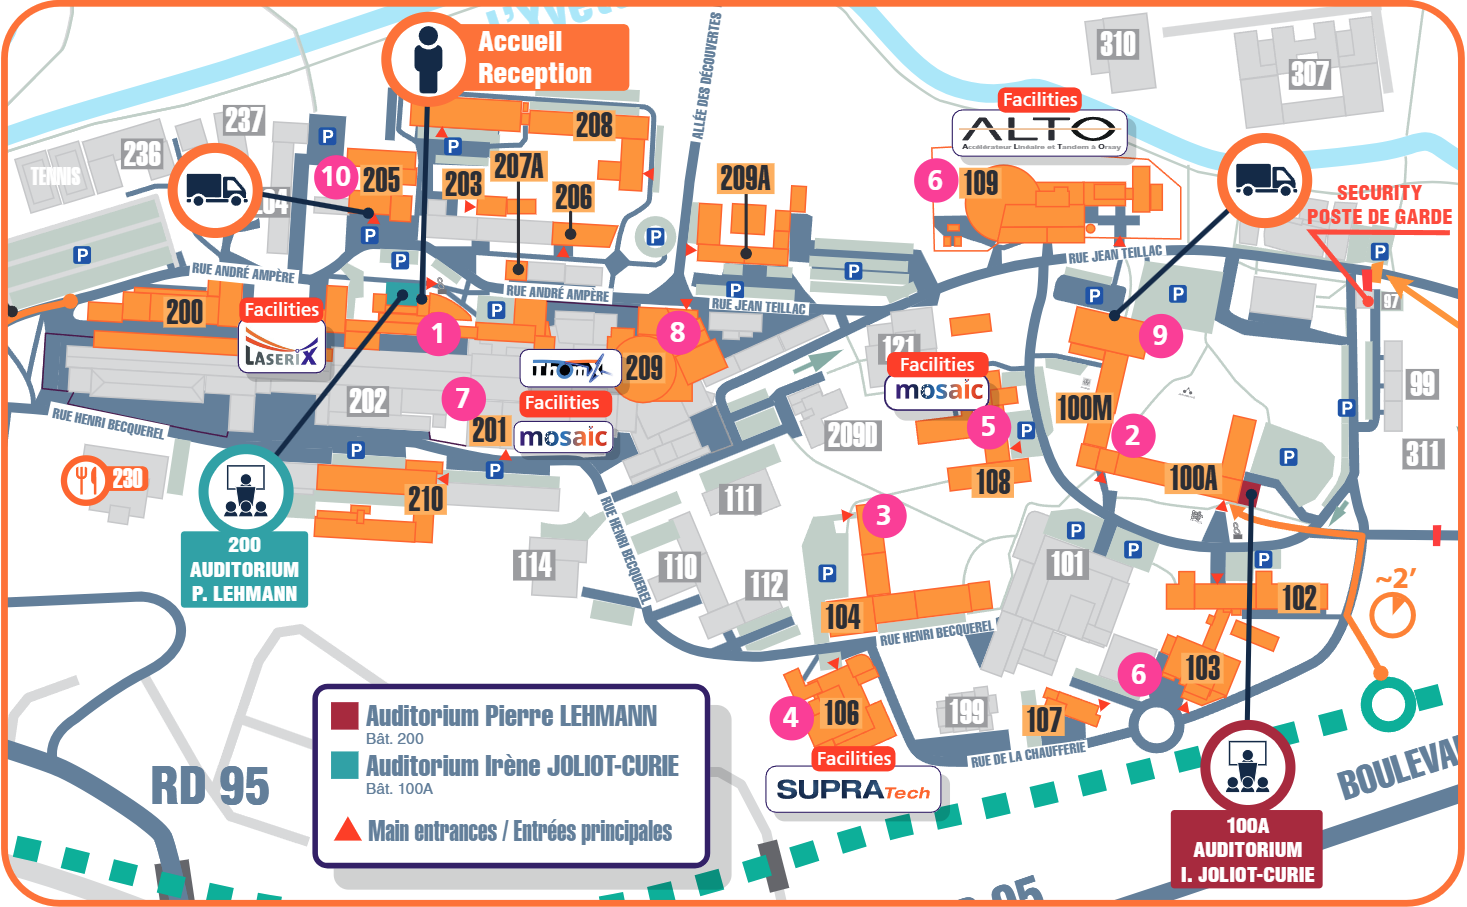 L'Yvette
Accueil
Reception
ALLÉE DES DÉCOUVERTES
310
307
Facilities
ALTO
Accélérateur Linéaire et Tandem à Orsay
237
236
TENNIS
P
10
205
203
207A
208
206
209A
P
P
P
6
109
SECURITY
POSTE DE GARDE
P
204
P
P
P
RUE ANDRÉ AMPÈRE
RUE ANDRÉ AMPÈRE
P
P
RUE JEAN TEILLAC
RUE JEAN TEILLAC
P
P
97
200
Facilities
LASERIX
1
P
8
121
9
ThomX
209
Facilities
mosaic
99
202
7
Facilities
201
mosaic
209D
5
P
100M
2
P
RUE HENRI BECQUEREL
230
P
P
210
111
108
100A
P
311
200
AUDITORIUM
P. LEHMANN
RUE HENRI BECQUEREL
114
110
112
3
P
104
RUE HENRI BECQUEREL
P
P
101
P
102
~2'
103
6
4
106
199
107
Facilities
SUPRATech
RUE DE LA CHAUFFERIE
RD 95
Auditorium Pierre LEHMANN
Bât. 200
Auditorium Irène JOLIOT-CURIE
Bât. 100A
Main entrances / Entrées principales
100A
AUDITORIUM
I. JOLIOT-CURIE
BOULEVA
95